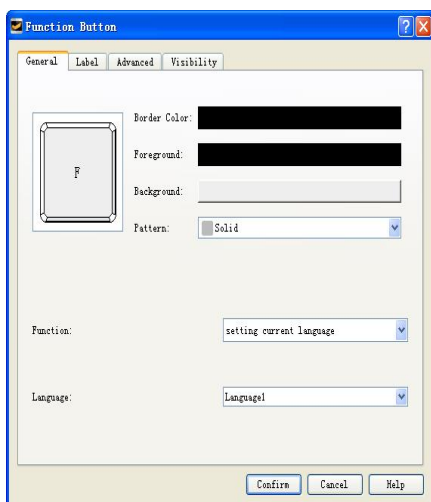 Function Button
General Label Advanced Visibility
Border Color:
F
Foreground:
Background:
Pattern: Solid
Function: setting current language
Language: Language1
Confirm Cancel Help